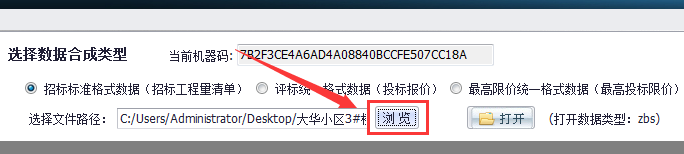 选择数据合成类型 当前机器码: 7B2F3CE4A6AD4A08840BCCFE507CC18A
招标标准格式数据（招标工程量清单） 评标统一格式数据（投标报价） 最高限价统一格式数据（最高投标限价）
选择文件路径： C:/Users/Administrator/Desktop/大华小区3# 浏览 打开 （打开数据类型：zbs）